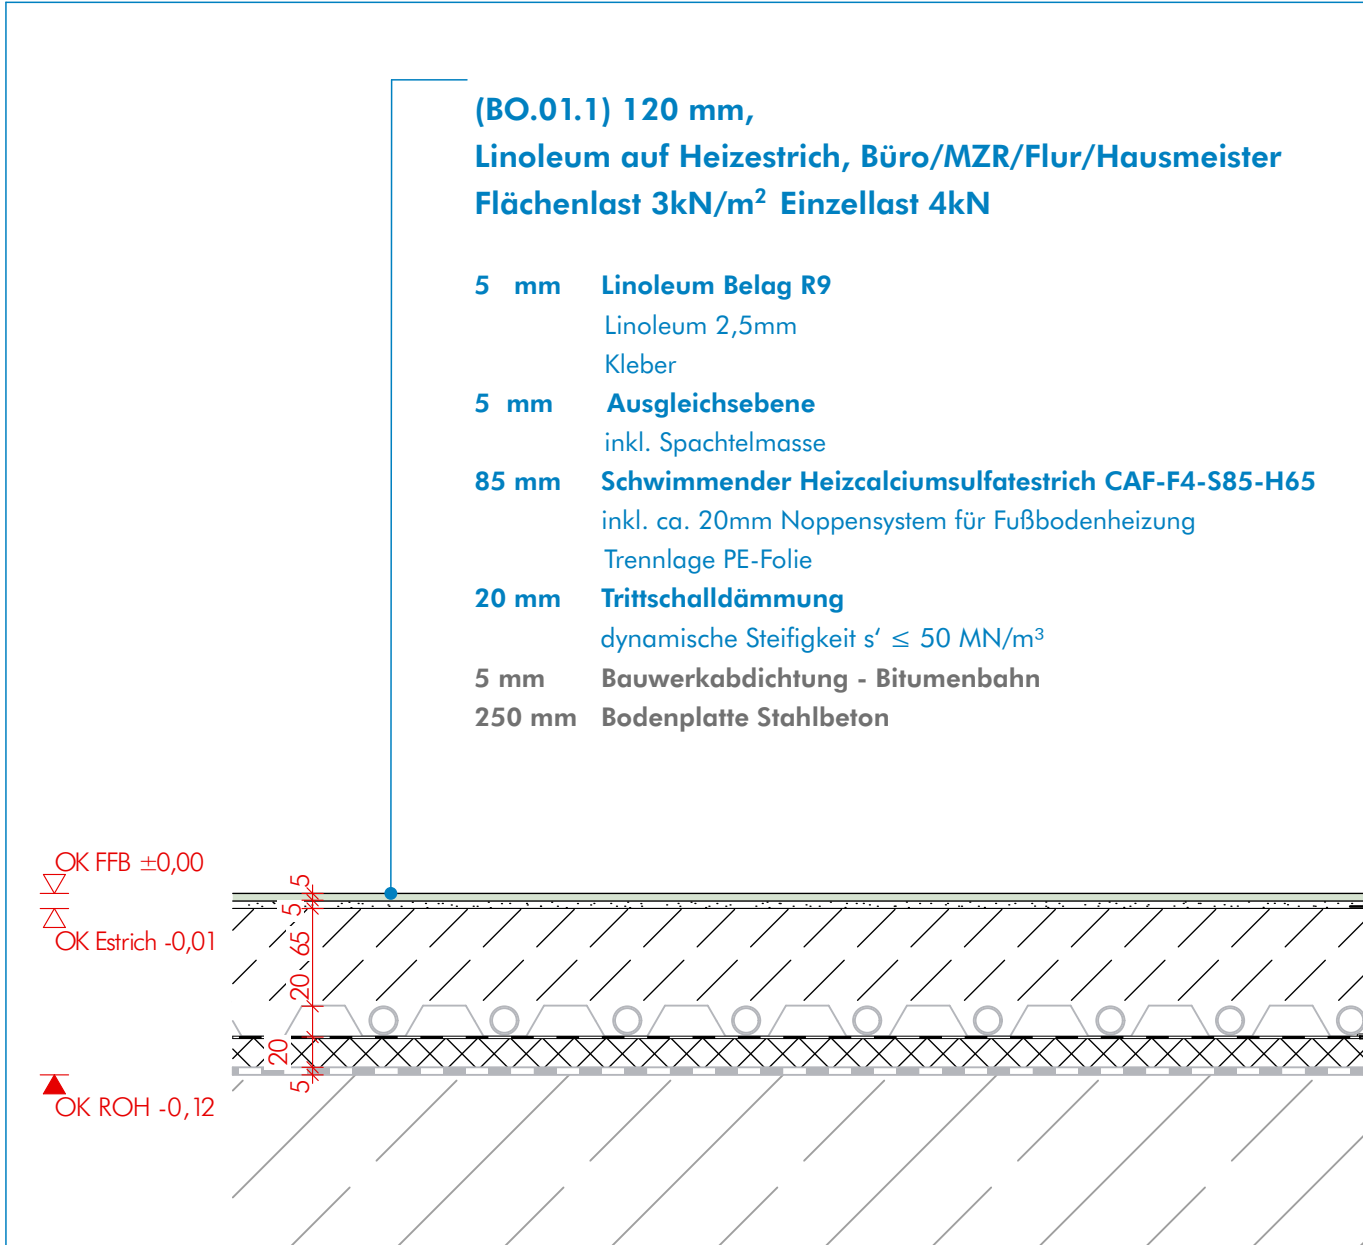 (BO.01.1) 120 mm,
Linoleum auf Heizestrich, Büro/MZR/Flur/Hausmeister
Flächenlast 3kN/m² Einzellast 4kN
5 mm Linoleum Belag R9
Linoleum 2,5mm
Kleber
5 mm Ausgleichsebene
inkl. Spachtelmasse
85 mm Schwimmender Heizcalciumsulfatestrich CAF-F4-S85-H65
inkl. ca. 20mm Noppensystem für Fußbodenheizung
Trennlage PE-Folie
20 mm Trittschalldämmung
dynamische Steifigkeit s‘ ≤ 50 MN/m³
5 mm Bauwerkabdichtung - Bitumenbahn
250 mm Bodenplatte Stahlbeton
OK FFB ±0,00
OK Estrich -0,01
OK ROH -0,12
5
5
65
20
20
5